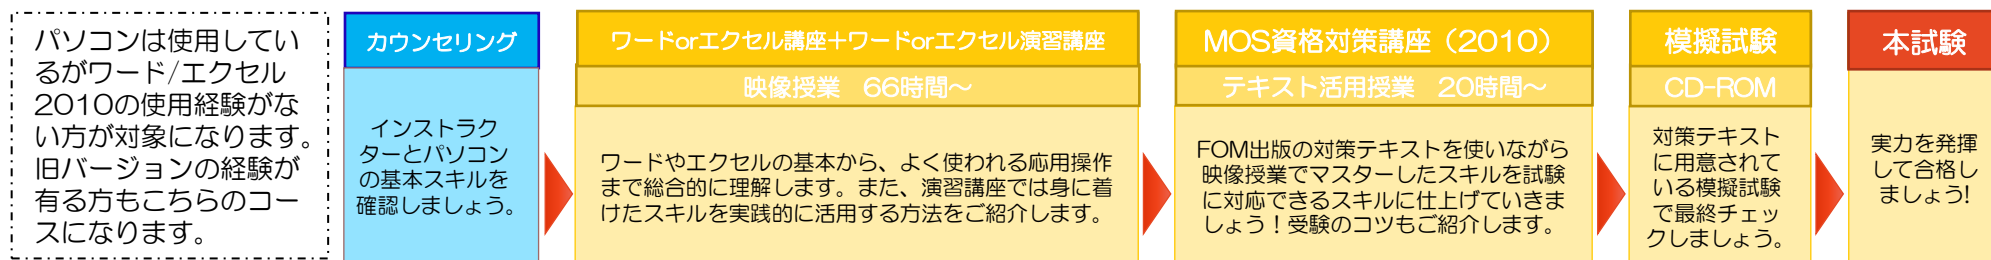 パソコンは使用してい
るがワード/エクセル
2010の使用経験がな
い方が対象になります。
旧バージョンの経験が
有る方もこちらのコー
スになります。
カウンセリング
インストラク
ターとパソコン
の基本スキルを
確認しましょう。
ワードorエクセル講座＋ワードorエクセル演習講座
映像授業　66時間～
ワードやエクセルの基本から、よく使われる応用操作
まで総合的に理解します。また、演習講座では身に着
けたスキルを実践的に活用する方法をご紹介します。
MOS資格対策講座（2010）
テキスト活用授業　20時間～
FOM出版の対策テキストを使いながら
映像授業でマスターしたスキルを試験
に対応できるスキルに仕上げていきま
しょう！受験のコツもご紹介します。
模擬試験
CD-ROM
対策テキスト
に用意されて
いる模擬試験
で最終チェッ
クしましょう。
本試験
実力を発揮
して合格し
ましょう!